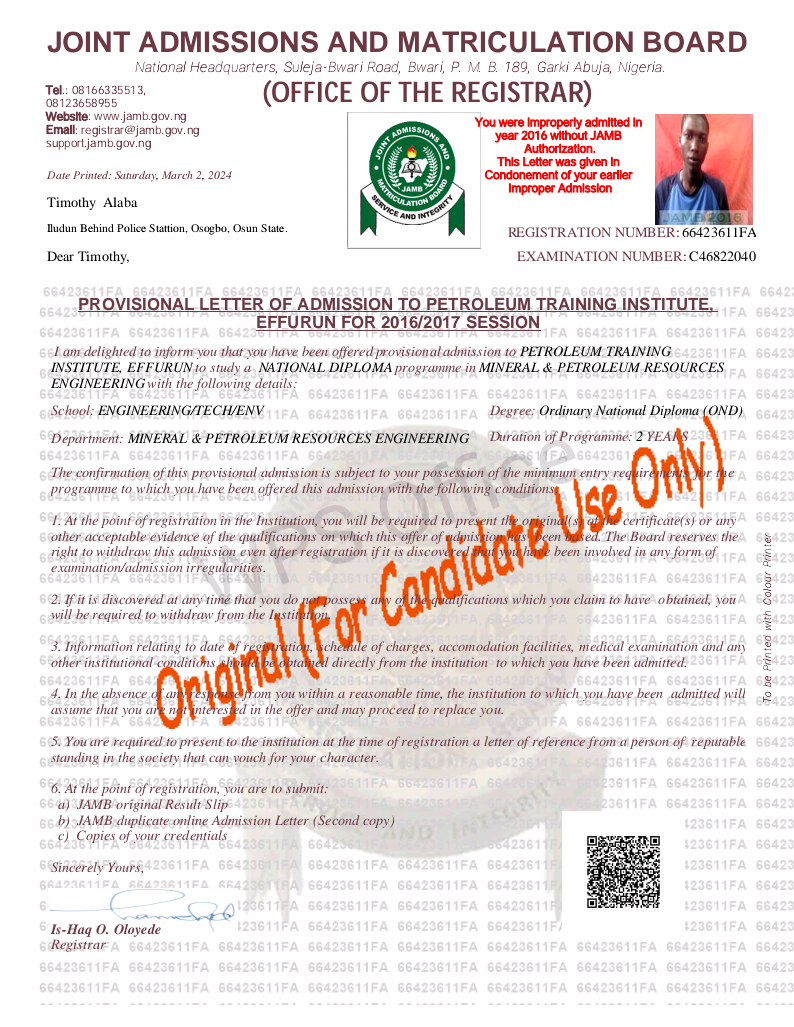 JOINT ADMISSIONS AND MATRICULATION BOARD
National Headquarters, Suleja-Bwari Road, Bwari, P. M. B. 189, Garki Abuja, Nigeria.
(OFFICE OF THE REGISTRAR)
Tel.: 08166335513,
08123658955
Website: www.jamb.gov.ng
Email: registrar@jamb.gov.ng
support.jamb.gov.ng
JOINT ADMISSIONS AND
MATRICULATION BOARD
JAMB
SERVICE AND INTEGRITY
You were improperly admitted in
year 2016 without JAMB
Authorization.
This Letter was given in
Condonement of your earlier
Improper Admission
JAMB 2016
Date Printed: Saturday, March 2, 2024
Timothy Alaba
Iludun Behind Police Stattion, Osogbo, Osun State.
REGISTRATION NUMBER: 66423611FA
Dear Timothy,
EXAMINATION NUMBER: C46822040
PROVISIONAL LETTER OF ADMISSION TO PETROLEUM TRAINING INSTITUTE,
EFFURUN FOR 2016/2017 SESSION
I am delighted to inform you that you have been offered provisional admission to PETROLEUM TRAINING
INSTITUTE, EFFURUN to study a NATIONAL DIPLOMA programme in MINERAL & PETROLEUM RESOURCES
ENGINEERING with the following details:
School: ENGINEERING/TECH/ENV
Degree: Ordinary National Diploma (OND)
Department: MINERAL & PETROLEUM RESOURCES ENGINEERING
Duration of Programme: 2 YEARS
The confirmation of this provisional admission is subject to your possession of the minimum entry requirements for the
programme to which you have been offered this admission with the following conditions:
1. At the point of registration in the Institution, you will be required to present the original(s) of the certificate(s) or any
other acceptable evidence of the qualifications on which this offer of admission has been based. The Board reserves the
right to withdraw this admission even after registration if it is discovered that you have been involved in any form of
examination/admission irregularities.
2. If it is discovered at any time that you do not possess any of the qualifications which you claim to have obtained, you
will be required to withdraw from the Institution.
3. Information relating to date of registration, schedule of charges, accomodation facilities, medical examination and any
other institutional conditions should be obtained directly from the institution to which you have been admitted.
4. In the absence of any response from you within a reasonable time, the institution to which you have been admitted will
assume that you are not interested in the offer and may proceed to replace you.
5. You are required to present to the institution at the time of registration a letter of reference from a person of reputable
standing in the society that can vouch for your character.
6. At the point of registration, you are to submit:
a) JAMB original Result Slip
b) JAMB duplicate online Admission Letter (Second copy)
c) Copies of your credentials
Sincerely Yours,
Is-Haq O. Oloyede
Registrar
Original (For Candidate Use Only)
WPS Office
To be Printed with Colour Printer
AND INTEGRITY
66423611FA